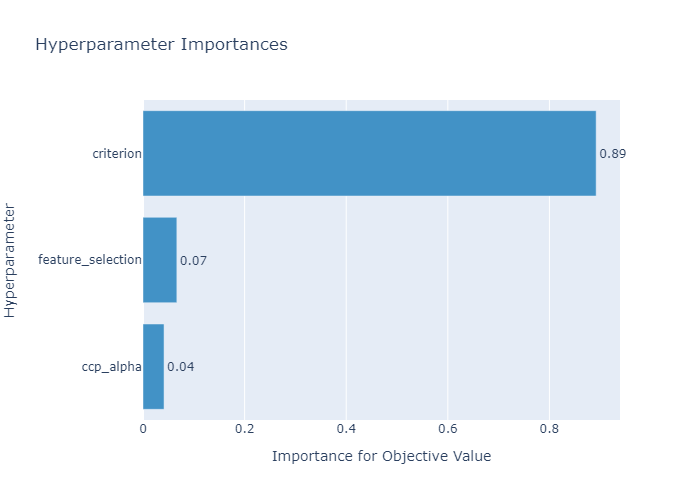 Hyperparameter Importances
Hyperparameter
criterion
0.89
feature_selection
0.07
ccp_alpha
0.04
0
0.2
0.4
0.6
0.8
Importance for Objective Value